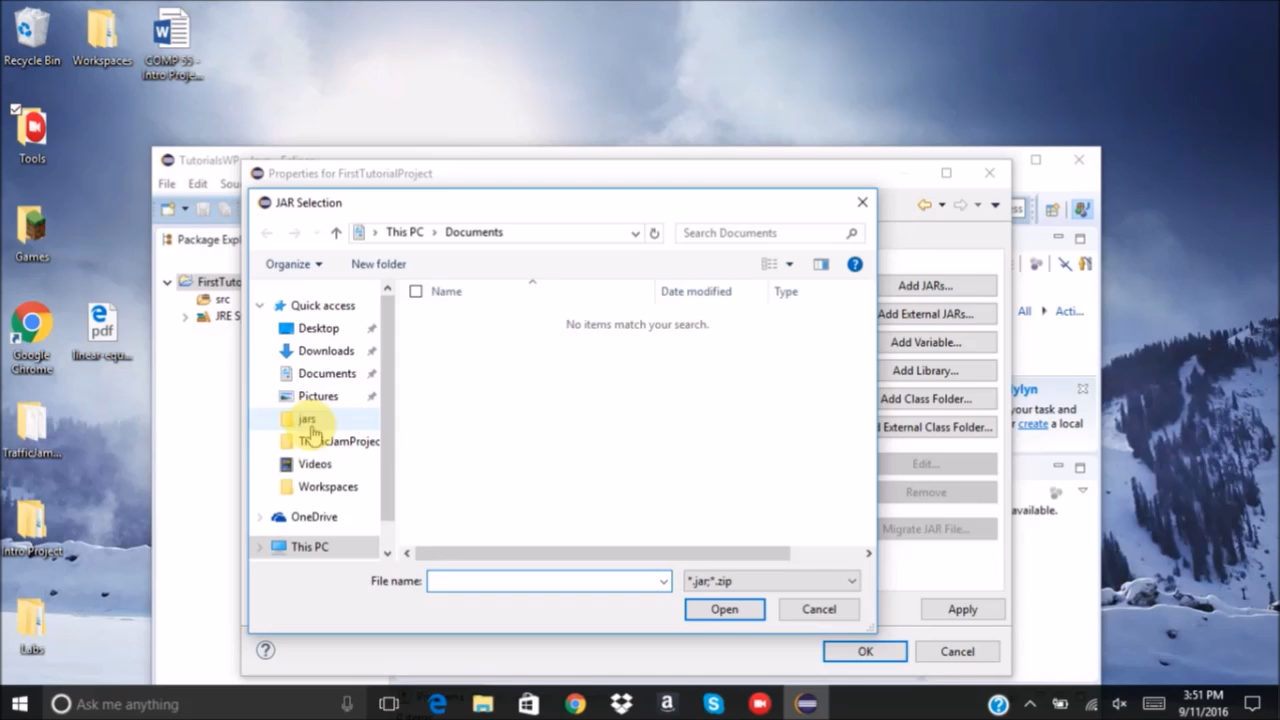 Recycle Bin
Workspaces
COMP 55 -
Intro Proje...
Tools
Games
Google
Chrome
linear-equ...
TrafficJam...
Intro Project
Labs
File Edit
Package Exp
FirstTuto
src
JRE S
Properties for FirstTutorialProject
JAR Selection
This PC > Documents
Search Documents
Organize
New folder
Name
Date modified
Type
No items match your search.
Quick access
Desktop
Downloads
Documents
Pictures
jars
Videos
Workspaces
OneDrive
This PC
File name:
*.jar;*.zip
Open
Cancel
Add JARs...
Add External JARs...
Add Variable...
Add Library...
Add Class Folder...
External Class Folder...
Edit...
Remove
Migrate JAR File...
Apply
OK
Cancel
All
Acti...
ylyn
your task and
create a local
available.
Ask me anything
3:51 PM
9/11/2016